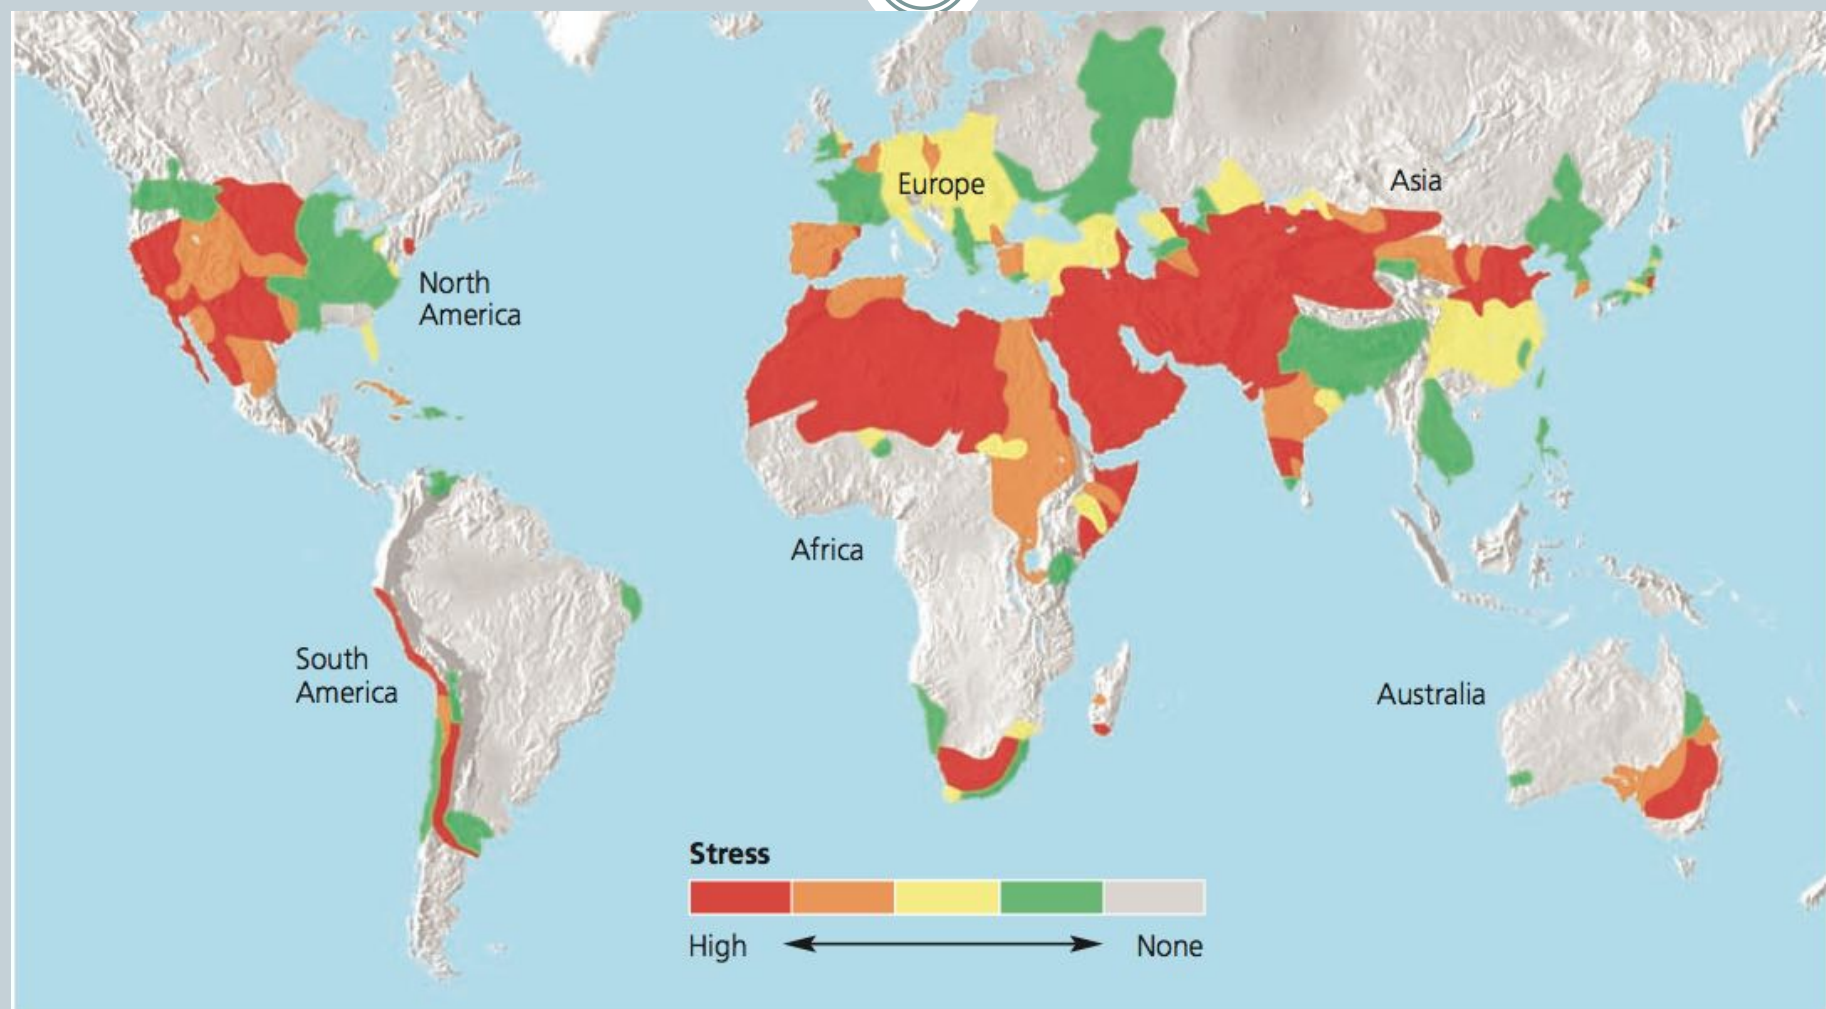 Europe
Asia
North
America
Africa
South
America
Australia
Stress
High
None